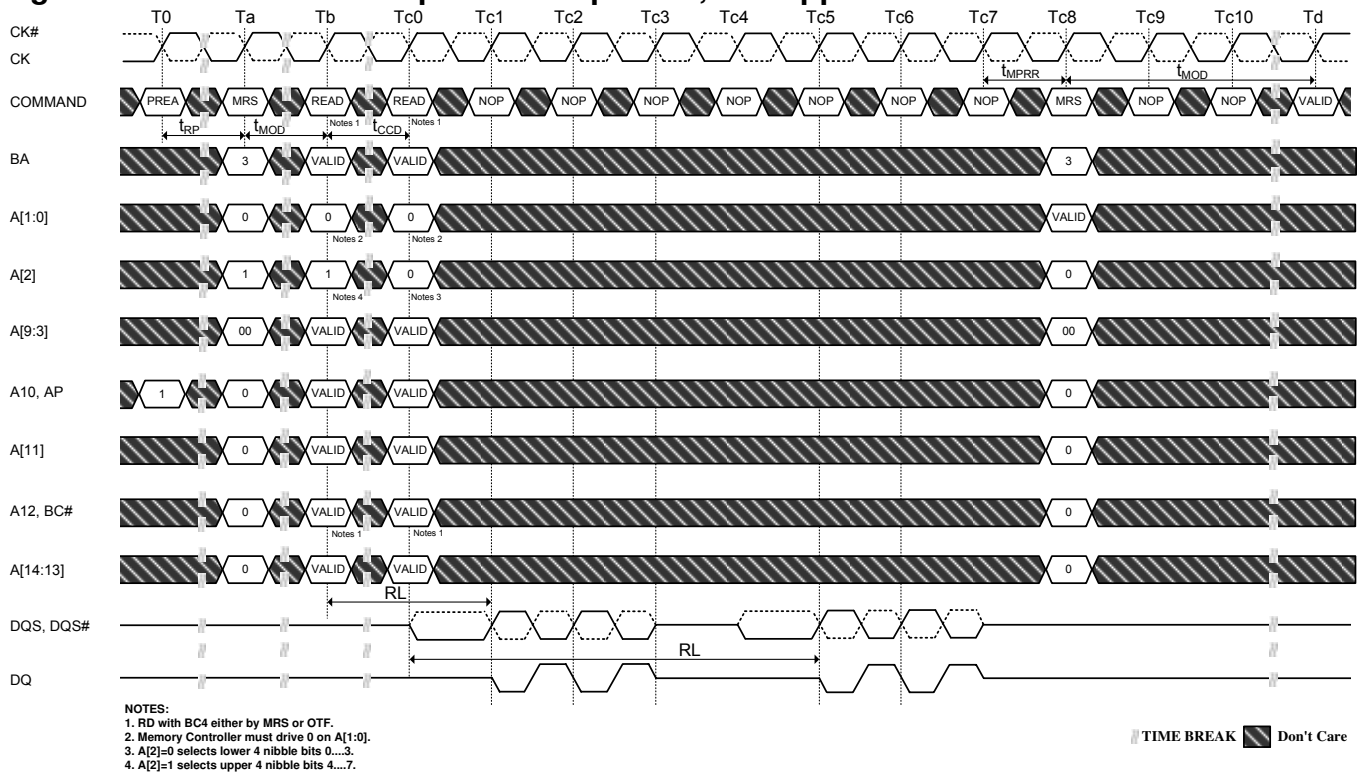 T0 Ta Tb Tc0 Tc1 Tc2 Tc3 Tc4 Tc5 Tc6 Tc7 Tc8 Tc9 Tc10 Td
CK#
CK
tMPRR tMOD
COMMAND PREA MRS READ READ NOP NOP NOP NOP NOP NOP NOP MRS NOP NOP VALID
Notes 1 Notes 1
tRP tMOD tCCD
BA 3 VALID VALID 3
A[1:0] 0 0 0 VALID
Notes 2 Notes 2
A[2] 1 1 0 0
Notes 4 Notes 3
A[9:3] 00 VALID VALID 00
A10, AP 1 0 VALID VALID 0
A[11] 0 VALID VALID 0
A12, BC# 0 VALID VALID 0
Notes 1 Notes 1
A[14:13] 0 VALID VALID 0
RL
DQS, DQS#
RL
DQ
NOTES:
1. RD with BC4 either by MRS or OTF.
2. Memory Controller must drive 0 on A[1:0].
3. A[2]=0 selects lower 4 nibble bits 0....3.
4. A[2]=1 selects upper 4 nibble bits 4....7.
TIME BREAK Don't Care